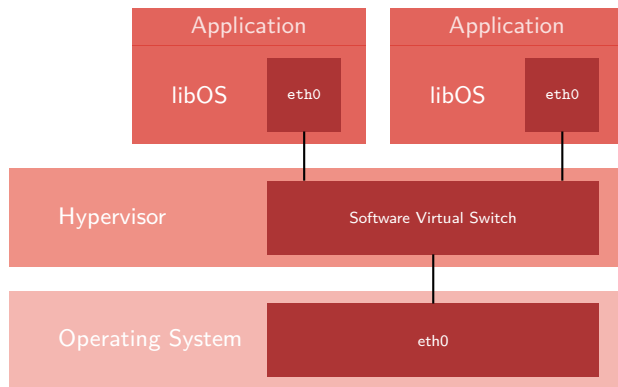 Application
Application
libOS
eth0
libOS
eth0
Hypervisor
Software Virtual Switch
Operating System
eth0